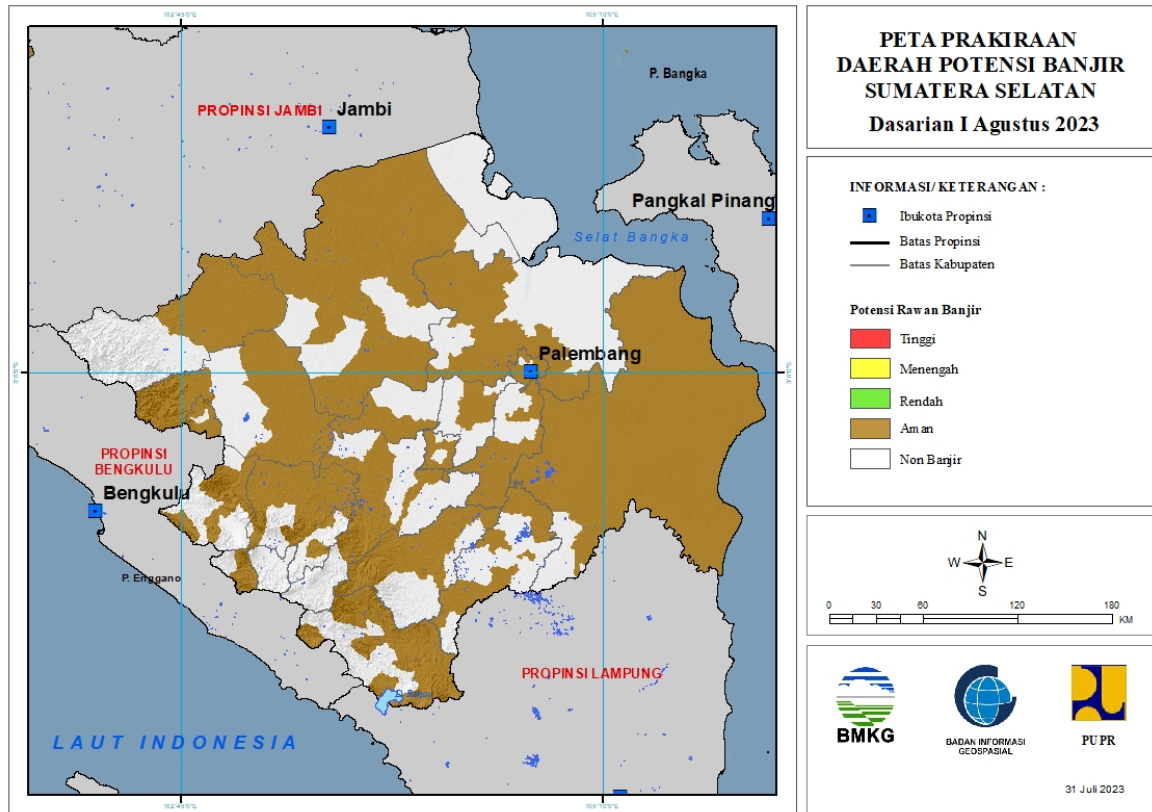 PETA PRAKIRAAN
DAERAH POTENSI BANJIR
SUMATERA SELATAN
Dasarian I Agustus 2023
INFORMASI/ KETERANGAN :
Ibukota Propinsi
Batas Propinsi
Batas Kabupaten
Potensi Rawan Banjir
Tinggi
Menengah
Rendah
Aman
Non Banjir
N
W E
S
0 30 60 120 180
KM
BMKG
BADAN INFORMASI
GEOSPASIAL
PUPR
31 Juli 2023
P. Bangka
PROPINSI JAMBI
Jambi
Pangkal Pinang
Selat Bangka
Palembang
PROPINSI
BENGKULU
Bengkulu
P. Enggano
PROPINSI LAMPUNG
D. Ranau
LAUT INDONESIA